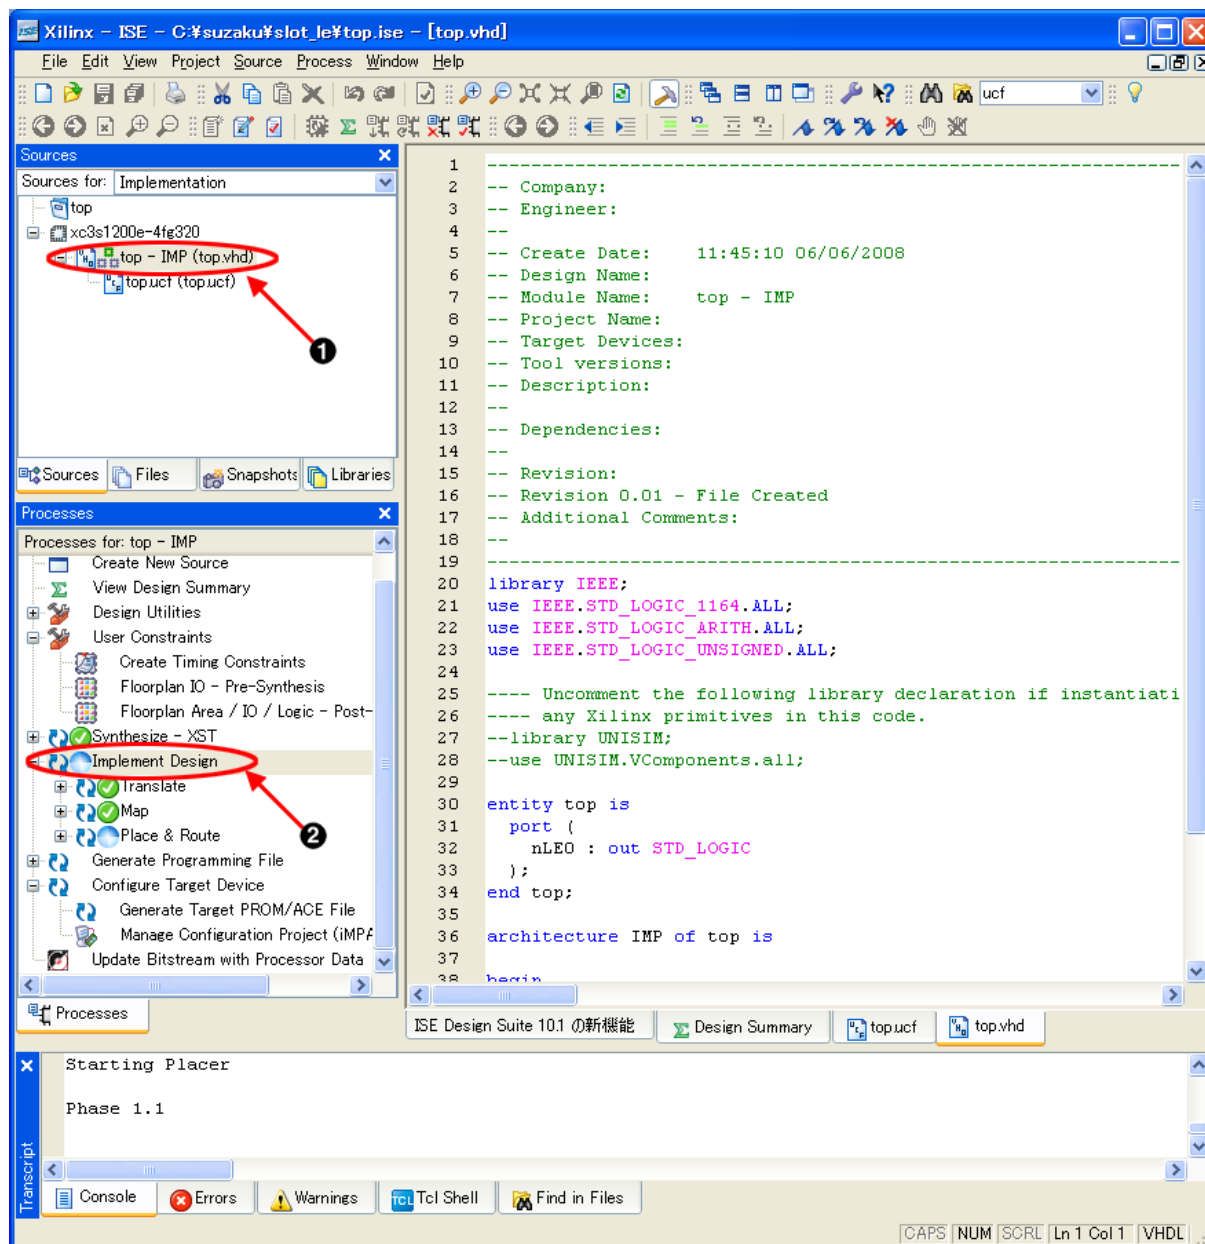 Xilinx - ISE - C:¥suzaku¥slot_le¥top.ise - [top.vhd]
File Edit View Project Source Process Window Help
ucf
Sources
Sources for: Implementation
top
xc3s1200e-4fg320
top - IMP (top.vhd)
top.ucf (top.ucf)
1
Sources Files Snapshots Libraries
Processes
Processes for: top - IMP
Create New Source
View Design Summary
Design Utilities
User Constraints
Create Timing Constraints
Floorplan IO - Pre-Synthesis
Floorplan Area / IO / Logic - Post-
Synthesize - XST
Implement Design
Translate
Map
Place & Route
2
Generate Programming File
Configure Target Device
Generate Target PROM/ACE File
Manage Configuration Project (iMPA
Update Bitstream with Processor Data
Processes
1 ---------------------------------------------------------------
2 -- Company:
3 -- Engineer:
4 --
5 -- Create Date:    11:45:10 06/06/2008
6 -- Design Name:
7 -- Module Name:    top - IMP
8 -- Project Name:
9 -- Target Devices:
10 -- Tool versions:
11 -- Description:
12 --
13 -- Dependencies:
14 --
15 -- Revision:
16 -- Revision 0.01 - File Created
17 -- Additional Comments:
18 --
19 ---------------------------------------------------------------
20 library IEEE;
21 use IEEE.STD_LOGIC_1164.ALL;
22 use IEEE.STD_LOGIC_ARITH.ALL;
23 use IEEE.STD_LOGIC_UNSIGNED.ALL;
24
25 ---- Uncomment the following library declaration if instantiati
26 ---- any Xilinx primitives in this code.
27 --library UNISIM;
28 --use UNISIM.VComponents.all;
29
30 entity top is
31 port (
32 nLE0 : out STD_LOGIC
33 );
34 end top;
35
36 architecture IMP of top is
37
38 begin
ISE Design Suite 10.1 の新機能 Design Summary top.ucf top.vhd
Starting Placer
Phase 1.1
Transcript
Console Errors Warnings TCL Tcl Shell Find in Files
CAPS NUM SCRL Ln 1 Col 1 VHDL